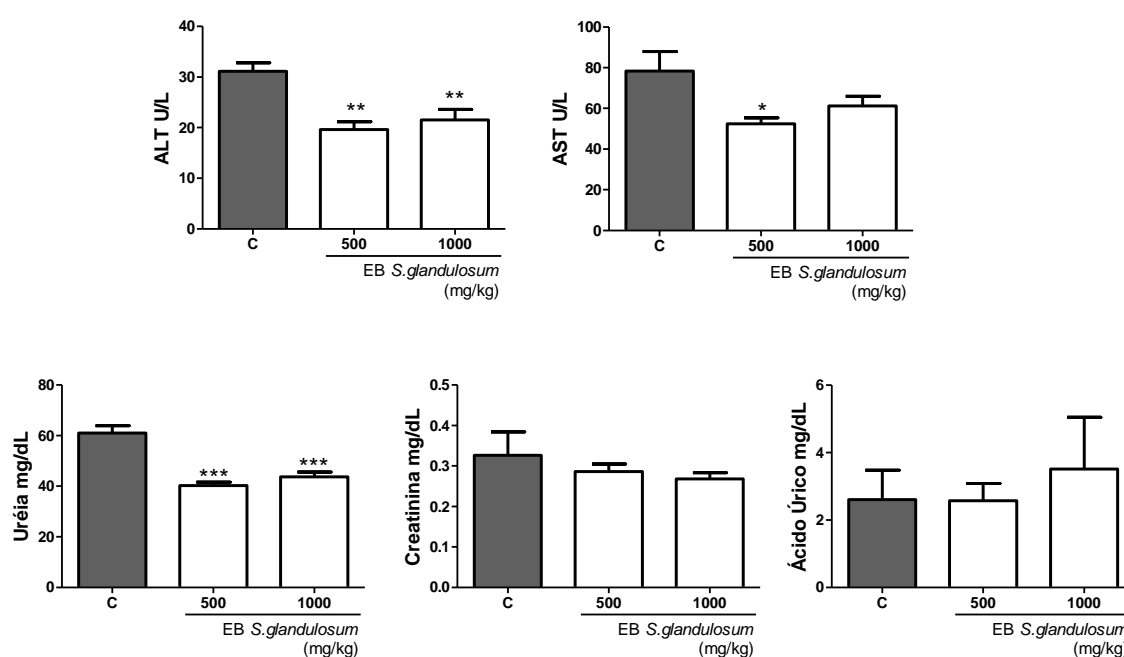 ALT U/L
40
30
20
10
0
**
**
C
500
1000
EB S.glandulosum
(mg/kg)
AST U/L
100
80
60
40
20
0
*
C
500
1000
EB S.glandulosum
(mg/kg)
Uréia mg/dL
80
60
40
20
0
***
***
C
500
1000
EB S.glandulosum
(mg/kg)
Creatinina mg/dL
0.5
0.4
0.3
0.2
0.1
0.0
C
500
1000
EB S.glandulosum
(mg/kg)
Ácido Úrico mg/dL
6
4
2
0
C
500
1000
EB S.glandulosum
(mg/kg)